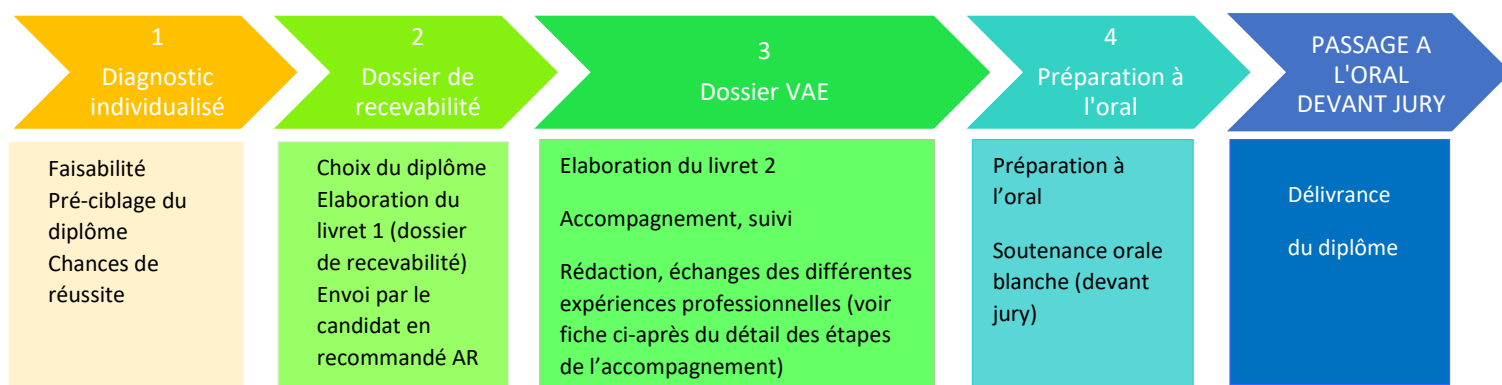 1
Diagnostic
individualisé
2
Dossier de
recevabilité
3
Dossier VAE
4
Préparation à
l'oral
PASSAGE A
L'ORAL
DEVANT JURY
Faisabilité
Pré-ciblage du
diplôme
Chances de
réussite
Choix du diplôme
Elaboration du
livret 1 (dossier
de recevabilité)
Envoi par le
candidat en
recommandé AR
Elaboration du livret 2
Accompagnement, suivi
Rédaction, échanges des différentes
expériences professionnelles (voir
fiche ci-après du détail des étapes
de l’accompagnement)
Préparation à
l’oral
Soutenance orale
blanche (devant
jury)
Délivrance
du diplôme